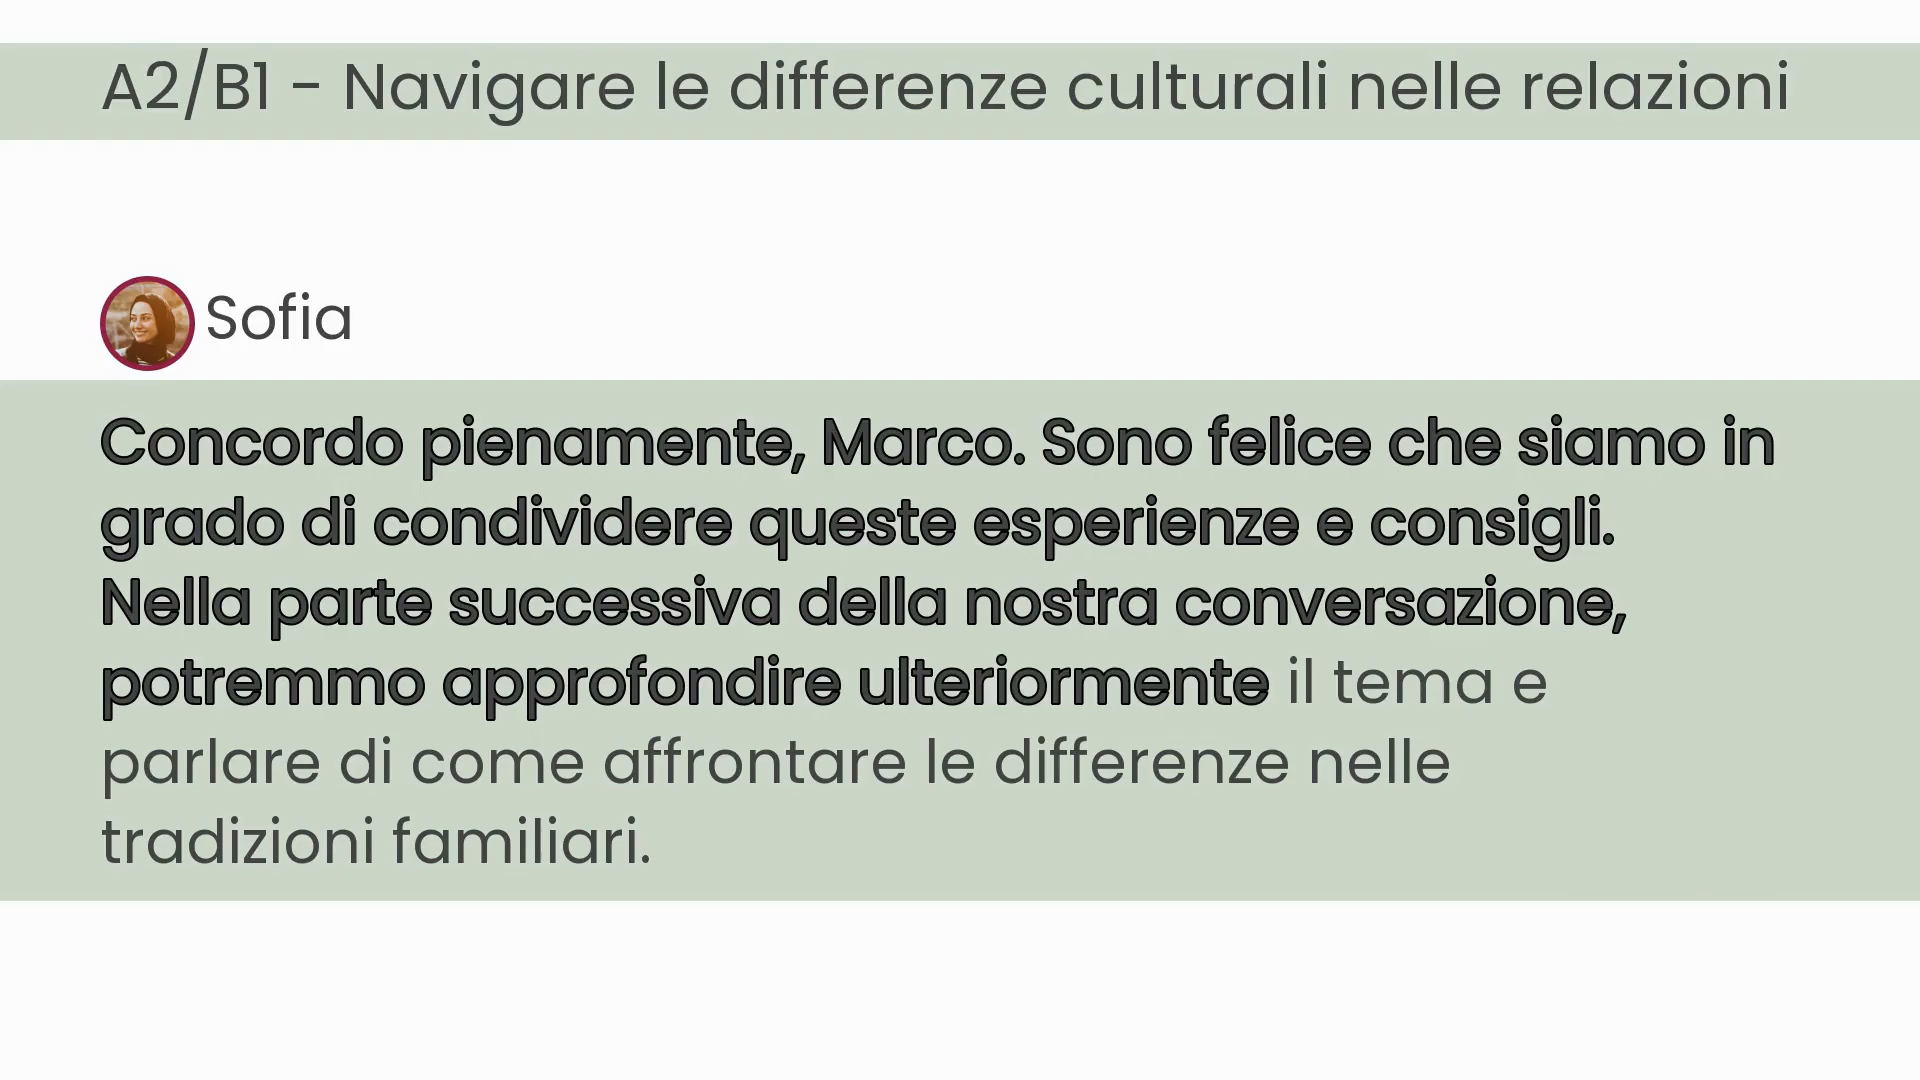 A2/B1 - Navigare le differenze culturali nelle relazioni
Sofia
Concordo pienamente, Marco. Sono felice che siamo in
grado di condividere queste esperienze e consigli.
Nella parte successiva della nostra conversazione,
potremmo approfondire ulteriormente il tema e
parlare di come affrontare le differenze nelle
tradizioni familiari.